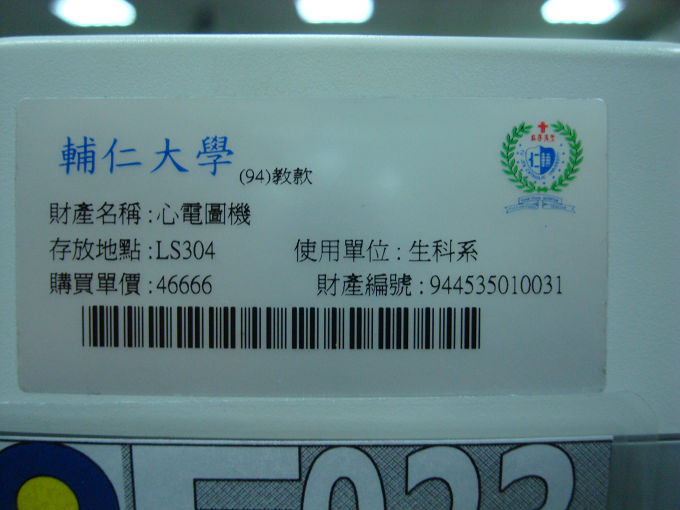 輔仁大學 (94)教款
財產名稱:心電圖機
存放地點:LS304 使用單位:生科系
購買單價:46666 財產編號:944535010031